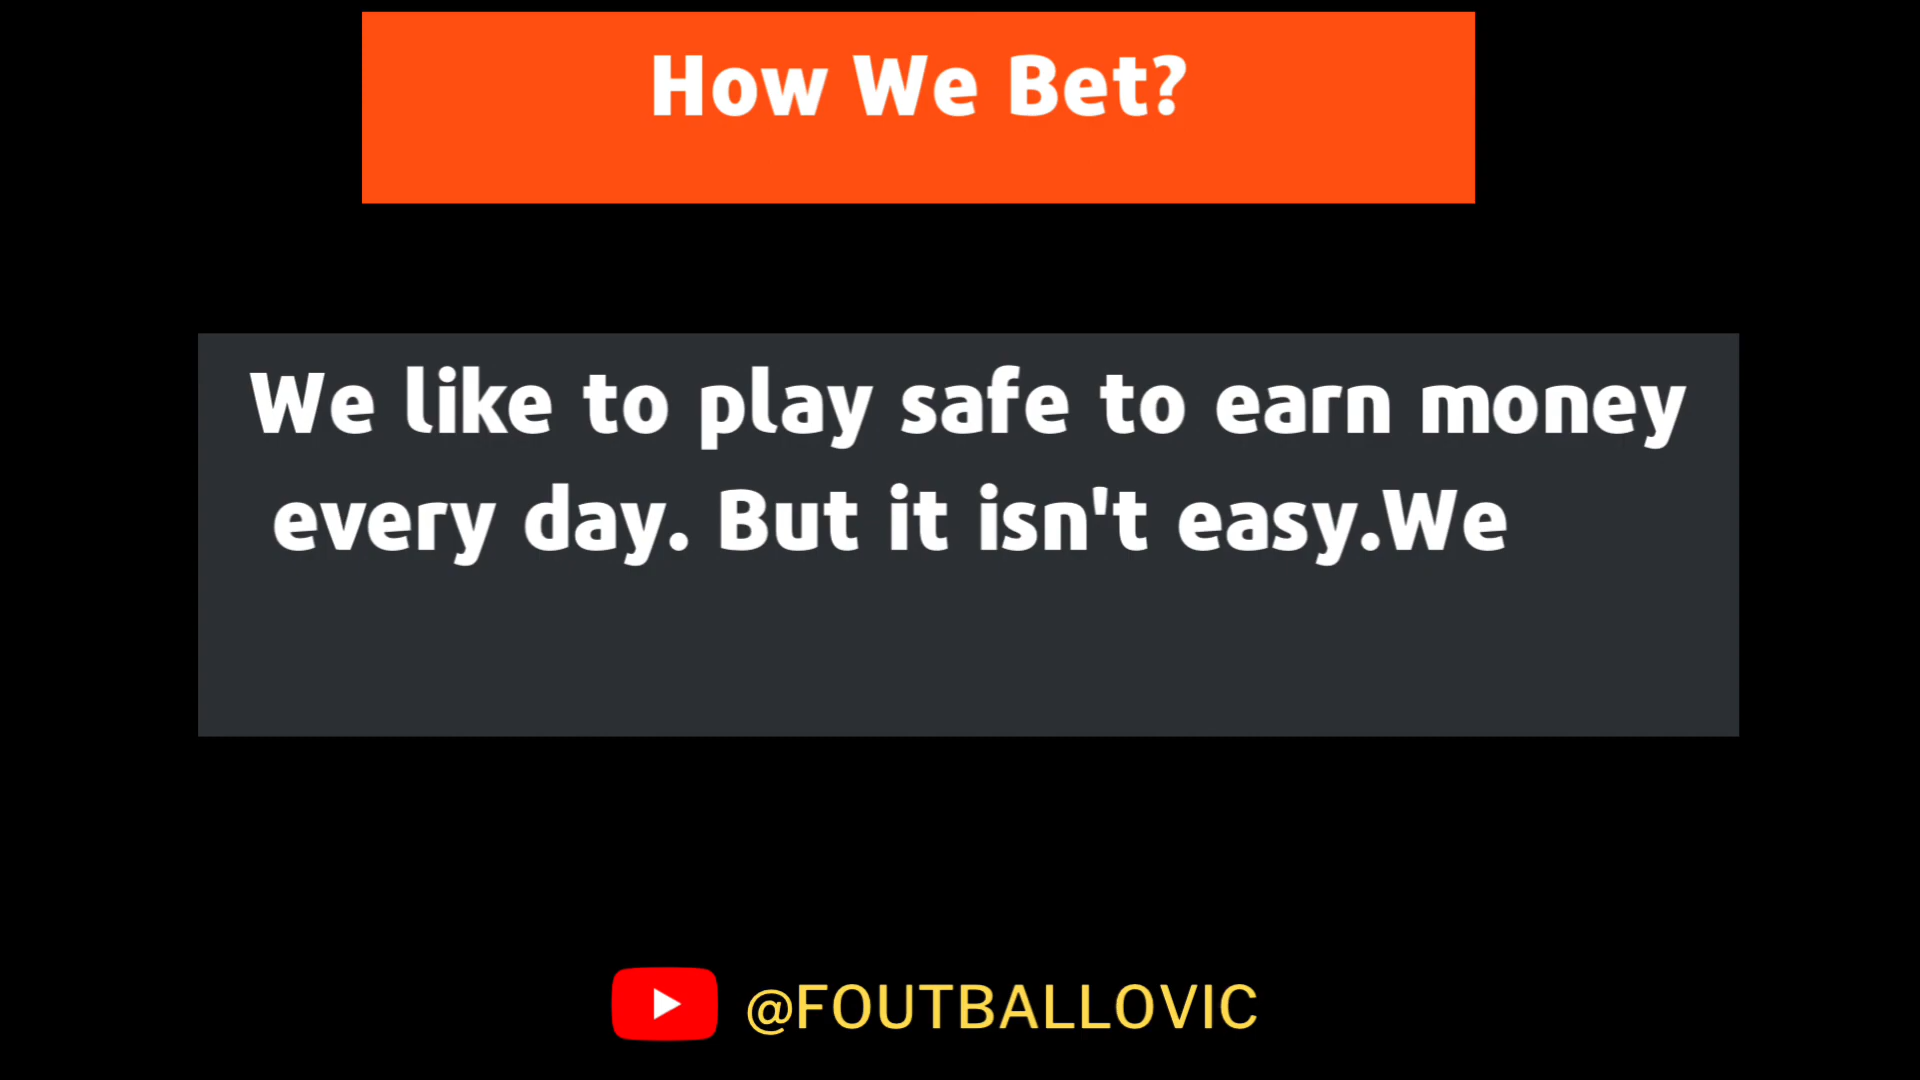 How We Bet?
We like to play safe to earn money
every day. But it isn't easy.We
@FOUTBALLOVIC